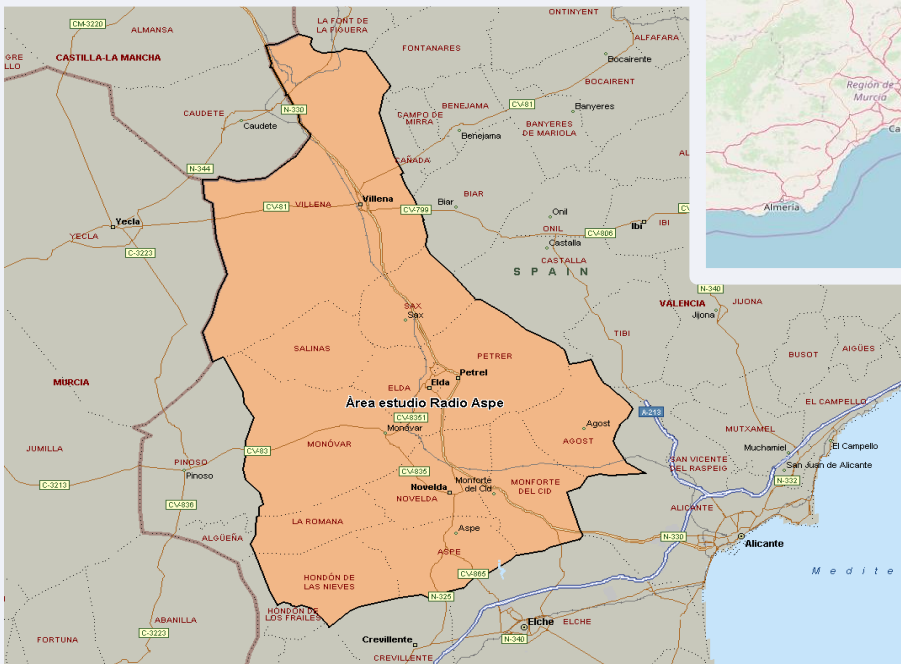 CM-3220
ALMANSA
LA FONT DE
LA FIGUERA
ONTINYENT
ALFAFARA
GRE
LLO
CASTILLA-LA MANCHA
FONTANARES
Bocairente
BOCAIRENT
CAUDETE
Caudete
N-330
CAMPO DE
MIRRA
BENEJAMA
CV-81
Banyeres
BANYERES
DE MARIOLA
Benejama
N-344
CAÑADA
AL
BIAR
Biar
CV-81
VILLENA
Villena
CV-799
Onil
ONIL
Ibi
IBI
CV-806
Yecla
YECLA
C-3223
Castalla
CASTALLA
SPAIN
Región de
Murcia
Ca
Almería
N-340
VALENCIA
JIJONA
Jijona
SAX
Sax
TIBI
SALINAS
PETRER
BUSOT
AIGÜES
MURCIA
Petrel
ELDA
Elda
Área estudio Radio Aspe
A-213
EL CAMPELLO
CV-8351
Monóvar
MONÓVAR
Agost
AGOST
MUTXAMEL
Muchamiel
El Campello
JUMILLA
CV-83
PINOSO
Pinoso
CV-835
SAN VICENTE
DEL RASPEIG
San Juan de Alicante
N-332
C-3213
Novelda
NOVELDA
Monforte
del Cid
MONFORTE
DEL CID
CV-836
ALICANTE
LA ROMANA
Aspe
ASPE
ALGUEÑA
N-330
Alicante
HONDÓN DE
LAS NIEVES
CV-865
Medite
N-325
HONDÓN DE
LOS FRAILES
ABANILLA
C-3223
FORTUNA
Elche
ELCHE
Crevillente
CREVILLENTE
N-340